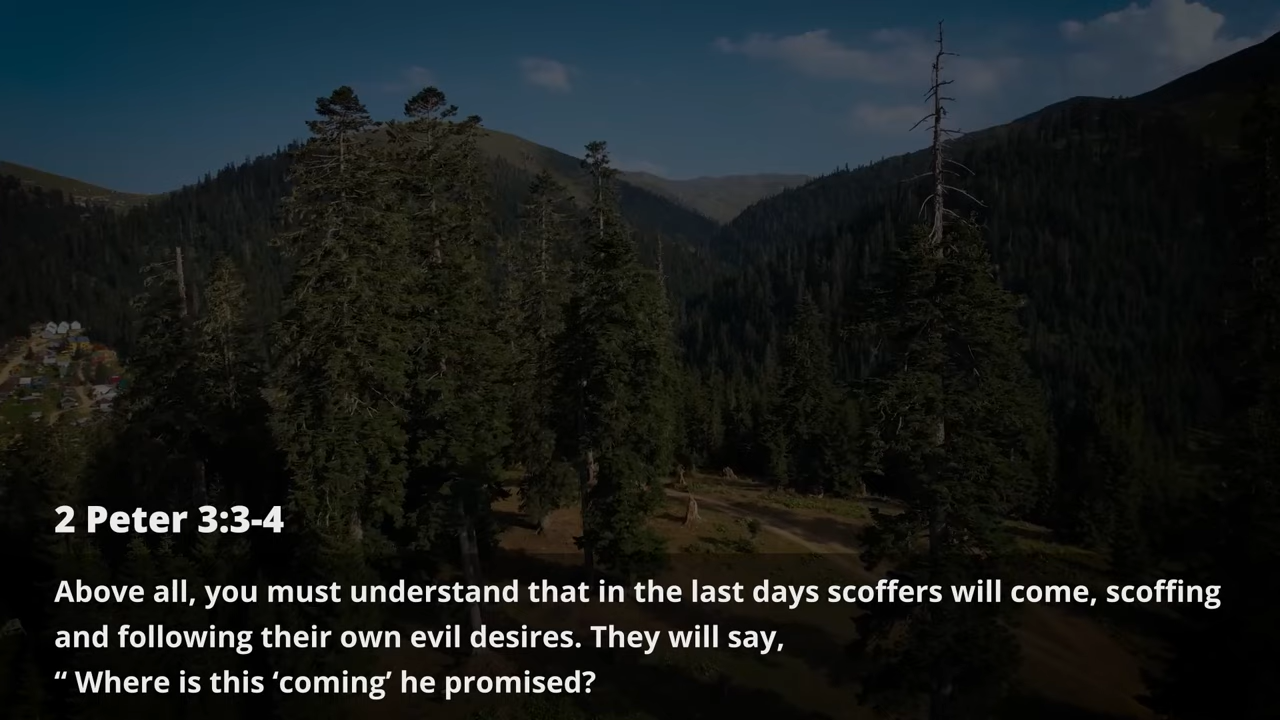 2 Peter 3:3-4
Above all, you must understand that in the last days scoffers will come, scoffing
and following their own evil desires. They will say,
“ Where is this ‘coming’ he promised?